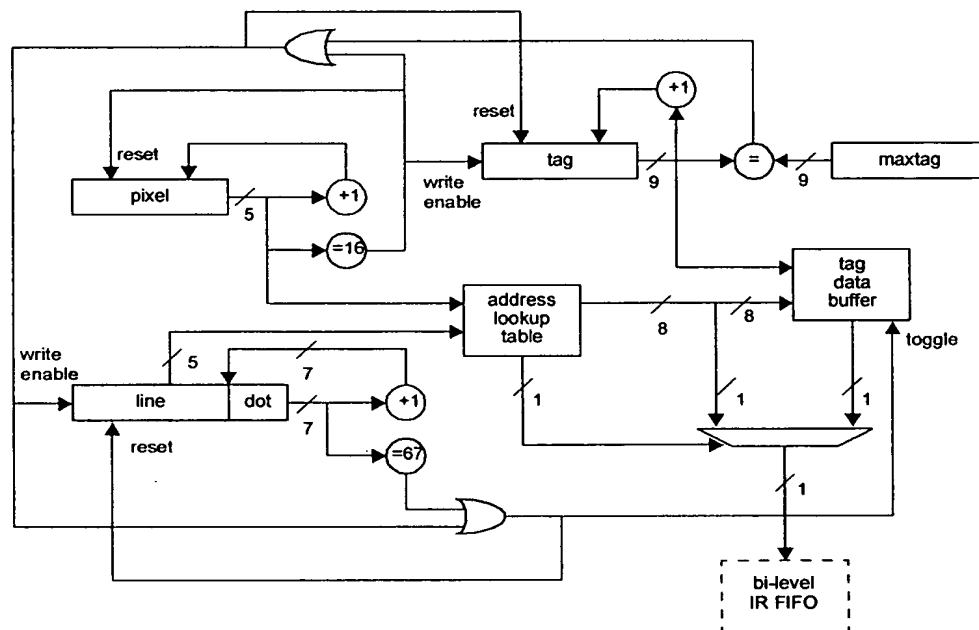 +1
reset
tag
9
=
9
maxtag
reset
write
enable
pixel
5
+1
=16
tag
data
buffer
address
lookup
table
8
8
toggle
write
enable
5
7
1
1
1
line
dot
7
+1
reset
=67
1
bi-level
IR FIFO